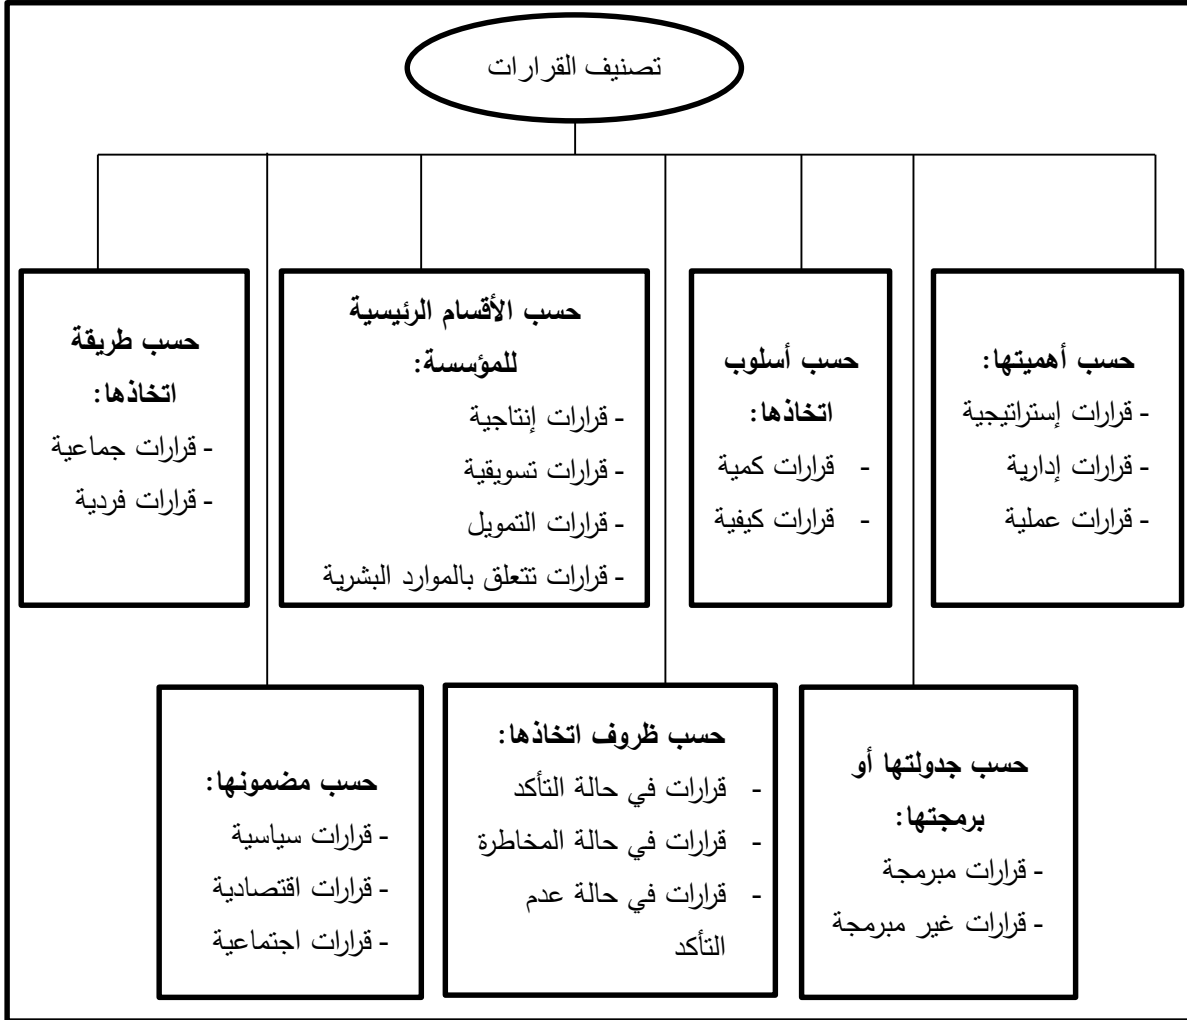 تصنيف القرارات
حسب أهميتها:
- قرارات إستراتيجية
- قرارات إدارية
- قرارات عملية
حسب أسلوب
اتخاذها:
- قرارات كمية
- قرارات كيفية
حسب الأقسام الرئيسية
للمؤسسة:
- قرارات إنتاجية
- قرارات تسويقية
- قرارات التمويل
- قرارات تتعلق بالموارد البشرية
حسب طريقة
اتخاذها:
- قرارات جماعية
- قرارات فردية
حسب جدولتها أو
برمجتها:
- قرارات مبرمجة
- قرارات غير مبرمجة
حسب ظروف اتخاذها:
- قرارات في حالة التأكد
- قرارات في حالة المخاطرة
- قرارات في حالة عدم
التأكد
حسب مضمونها:
- قرارات سياسية
- قرارات اقتصادية
- قرارات اجتماعية